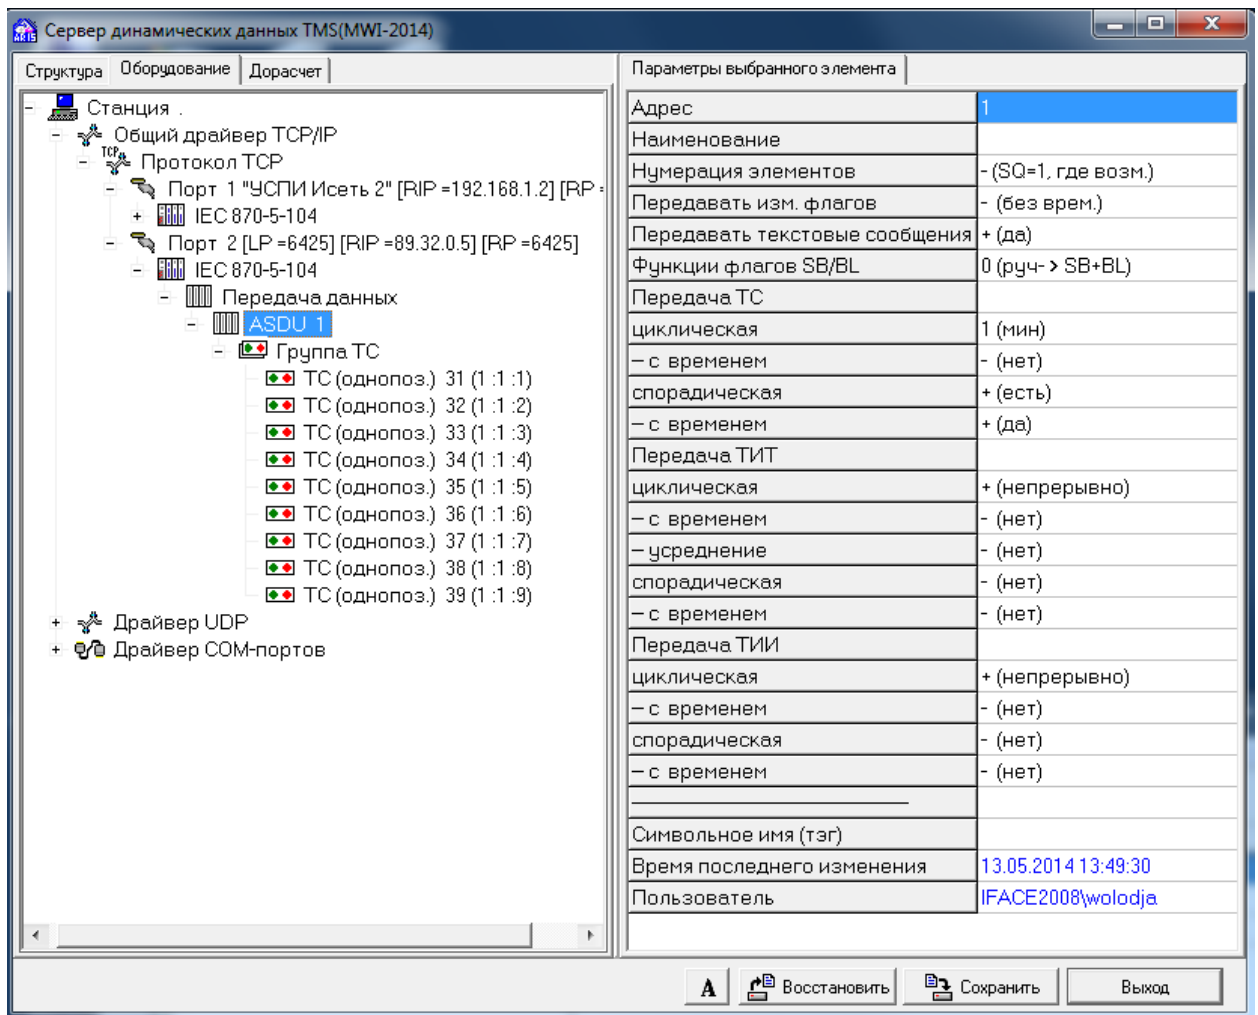 Сервер динамических данных TMS(MWI-2014)
Структура Оборудование Дорасчет
Станция .
Общий драйвер TCP/IP
TCP Протокол TCP
Порт 1 "УСПИ Исеть 2" [RIP =192.168.1.2] [RP =
IEC 870-5-104
Порт 2 [LP =6425] [RIP =89.32.0.5] [RP =6425]
IEC 870-5-104
Передача данных
ASDU 1
Группа ТС
ТС (однопоз.) 31 (1 :1 :1)
ТС (однопоз.) 32 (1 :1 :2)
ТС (однопоз.) 33 (1 :1 :3)
ТС (однопоз.) 34 (1 :1 :4)
ТС (однопоз.) 35 (1 :1 :5)
ТС (однопоз.) 36 (1 :1 :6)
ТС (однопоз.) 37 (1 :1 :7)
ТС (однопоз.) 38 (1 :1 :8)
ТС (однопоз.) 39 (1 :1 :9)
Драйвер UDP
Драйвер COM-портов
Параметры выбранного элемента
Адрес 1
Наименование
Нумерация элементов - (SQ=1, где возм.)
Передавать изм. флагов - (без врем.)
Передавать текстовые сообщения + (да)
Функции флагов SB/BL 0 (руч-> SB+BL)
Передача ТС
циклическая 1 (мин)
— с временем - (нет)
спорадическая + (есть)
— с временем + (да)
Передача ТИТ
циклическая + (непрерывно)
— с временем - (нет)
— усреднение - (нет)
спорадическая - (нет)
— с временем - (нет)
Передача ТИИ
циклическая + (непрерывно)
— с временем - (нет)
спорадическая - (нет)
— с временем - (нет)
Символьное имя (тэг)
Время последнего изменения 13.05.2014 13:49:30
Пользователь IFACE2008\wolodja
A Восстановить Сохранить Выход